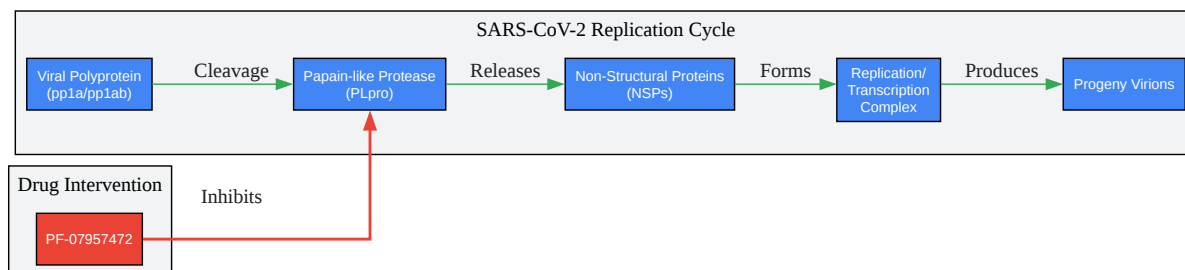 SARS-CoV-2 Replication Cycle
Viral Polyprotein
(pp1a/pp1ab)
Cleavage
Papain-like Protease
(PLpro)
Releases
Non-Structural Proteins
(NSPs)
Forms
Replication/
Transcription
Complex
Produces
Progeny Virions
Drug Intervention
Inhibits
PF-07957472